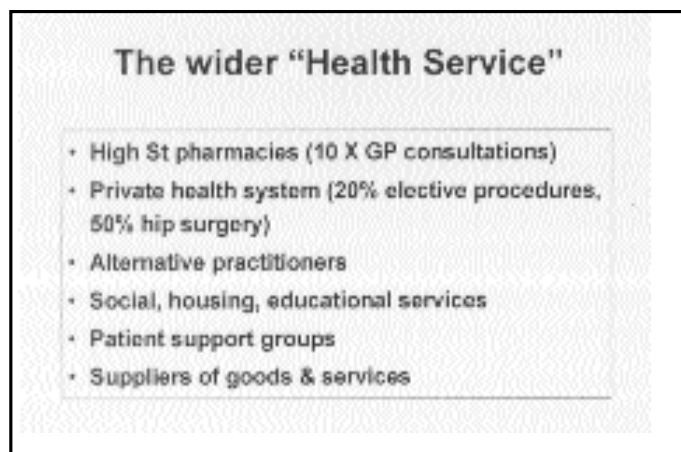 The wider “Health Service”
• High St pharmacies (10 X GP consultations)
• Private health system (20% elective procedures,
50% hip surgery)
• Alternative practitioners
• Social, housing, educational services
• Patient support groups
• Suppliers of goods & services